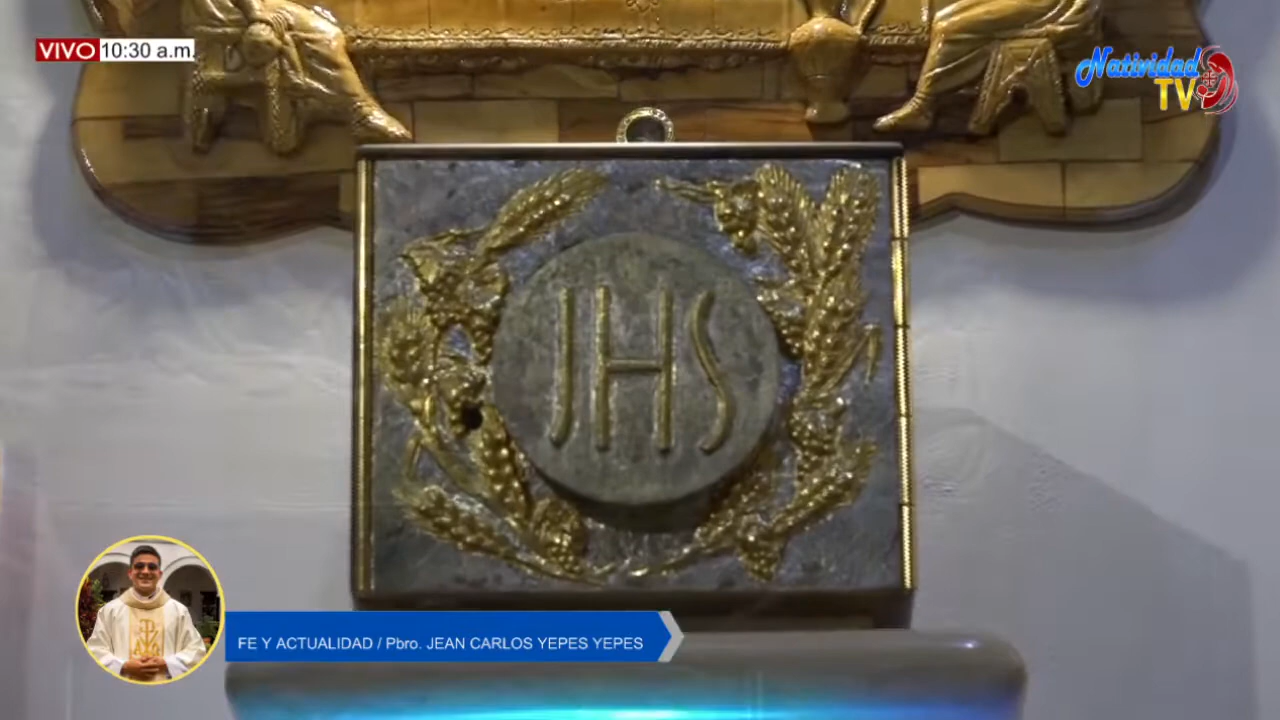 VIVO 10:30 a.m.
Natividad
TV
JHS
FE Y ACTUALIDAD / Pbro. JEAN CARLOS YEPES YEPES